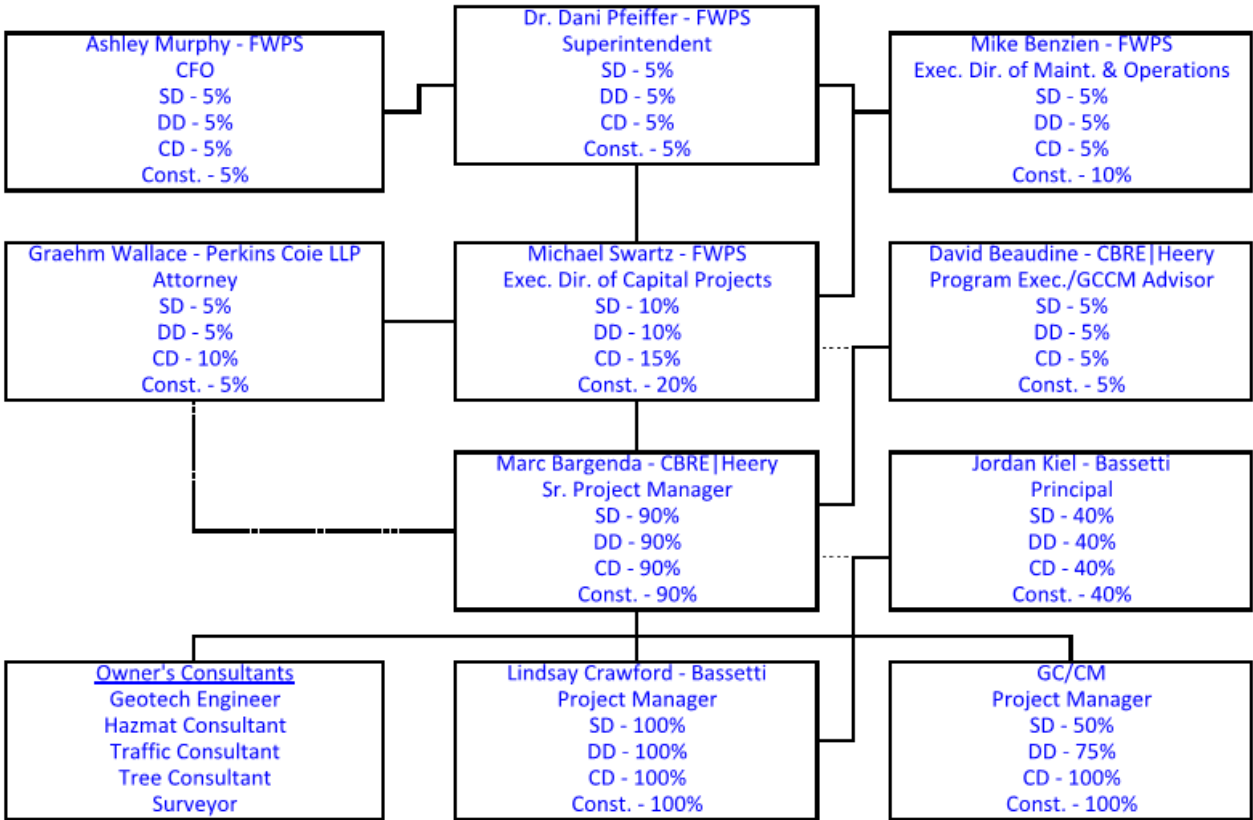 Ashley Murphy - FWPS
CFO
SD - 5%
DD - 5%
CD - 5%
Const. - 5%
Dr. Dani Pfeiffer - FWPS
Superintendent
SD - 5%
DD - 5%
CD - 5%
Const. - 5%
Mike Benzien - FWPS
Exec. Dir. of Maint. & Operations
SD - 5%
DD - 5%
CD - 5%
Const. - 10%
Graehm Wallace - Perkins Coie LLP
Attorney
SD - 5%
DD - 5%
CD - 10%
Const. - 5%
Michael Swartz - FWPS
Exec. Dir. of Capital Projects
SD - 10%
DD - 10%
CD - 15%
Const. - 20%
David Beaudine - CBRE|Heery
Program Exec./GCCM Advisor
SD - 5%
DD - 5%
CD - 5%
Const. - 5%
Marc Bargenda - CBRE|Heery
Sr. Project Manager
SD - 90%
DD - 90%
CD - 90%
Const. - 90%
Jordan Kiel - Bassetti
Principal
SD - 40%
DD - 40%
CD - 40%
Const. - 40%
Owner's Consultants
Geotech Engineer
Hazmat Consultant
Traffic Consultant
Tree Consultant
Surveyor
Lindsay Crawford - Bassetti
Project Manager
SD - 100%
DD - 100%
CD - 100%
Const. - 100%
GC/CM
Project Manager
SD - 50%
DD - 75%
CD - 100%
Const. - 100%